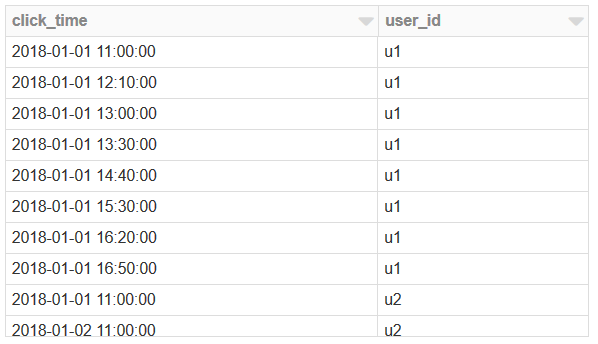 click_time user_id
2018-01-01 11:00:00 u1
2018-01-01 12:10:00 u1
2018-01-01 13:00:00 u1
2018-01-01 13:30:00 u1
2018-01-01 14:40:00 u1
2018-01-01 15:30:00 u1
2018-01-01 16:20:00 u1
2018-01-01 16:50:00 u1
2018-01-01 11:00:00 u2
2018-01-02 11:00:00 u2